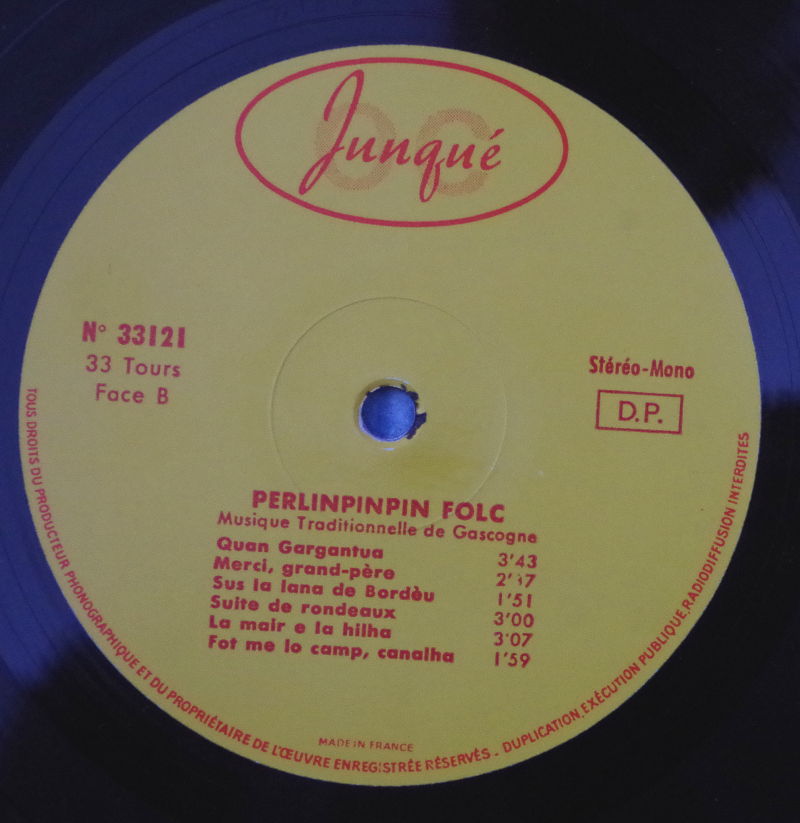 Junqué
N° 33121
33 Tours
Face B
Stéréo-Mono
D.P.
PERLINPINPIN FOLC
Musique Traditionnelle de Gascogne
Quan Gargantua 3'43
Merci, grand-père
Sus la lana de Bordèu 1'51
Suite de rondeaux 3'00
La mair e la hilha 3'07
Fot me lo camp, canalha 1'59
MADE IN FRANCE
TOUS DROITS DU PRODUCTEUR PHONOGRAPHIQUE ET DU PROPRIÉTAIRE DE L'ŒUVRE ENREGISTRÉE RÉSERVÉS - DUPLICATION, EXÉCUTION PUBLIQUE, RADIODIFFUSION INTERDITES